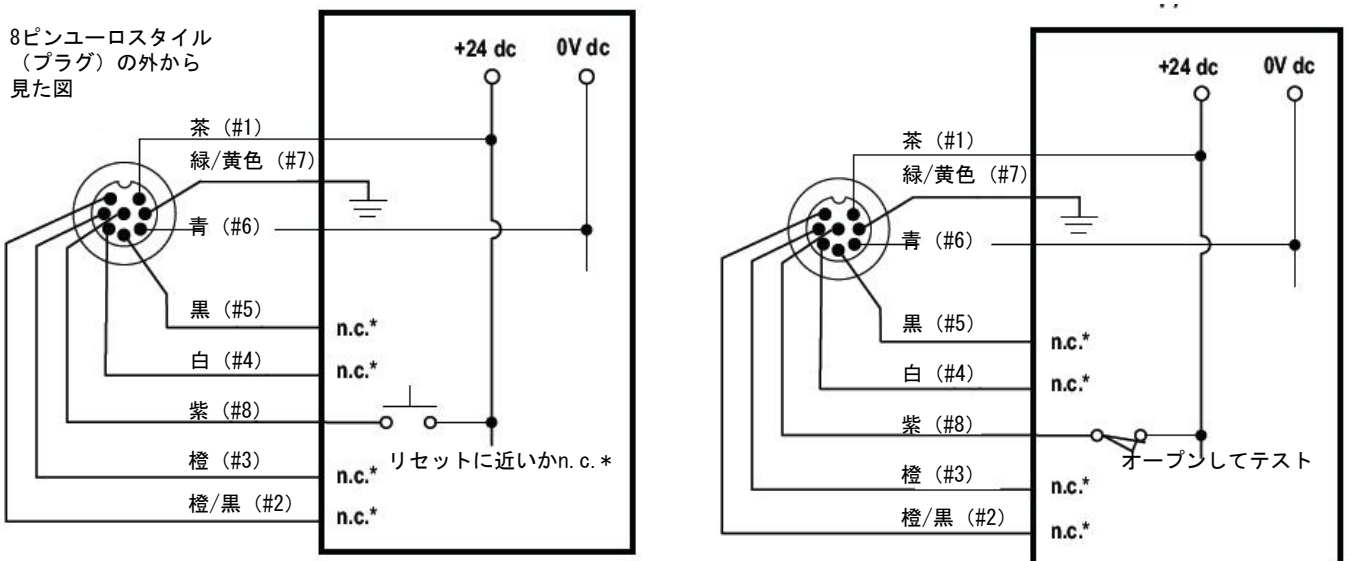 8ピンユーロスタイル
（プラグ）の外から
見た図
+24 dc
0V dc
茶（#1）
緑/黄色（#7）
青（#6）
黒（#5）
n.c.*
白（#4）
n.c.*
紫（#8）
リセットに近いかn.c.*
橙（#3）
n.c.*
橙/黒（#2）
n.c.*
+24 dc
0V dc
茶（#1）
緑/黄色（#7）
青（#6）
黒（#5）
n.c.*
白（#4）
n.c.*
紫（#8）
オープンしてテスト
橙（#3）
n.c.*
橙/黒（#2）
n.c.*